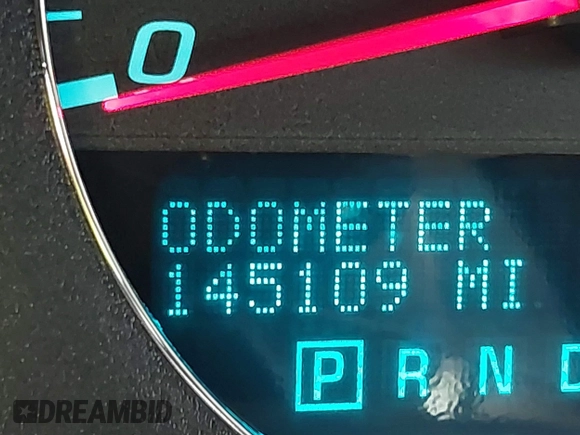 0
ODOMETER
145109 MI
P R N D
DREAMBID